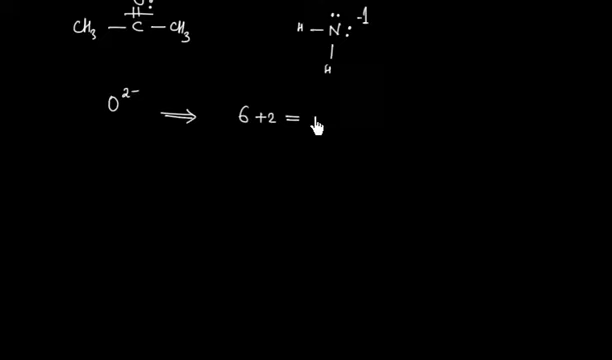 O:
CH₃ — C — CH₃
H — N : -1
H
O²⁻ ⟹ 6 + 2 =